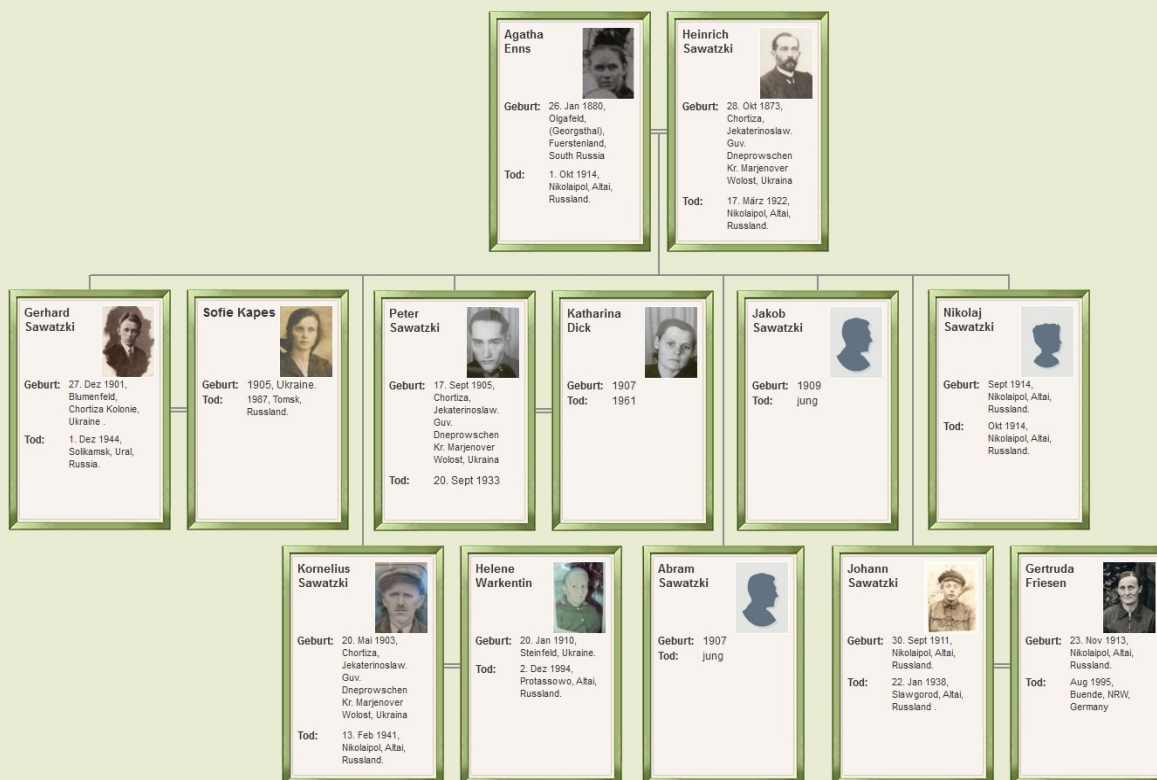 Agatha
Enns
Geburt: 26. Jan 1880,
Olgafeld,
(Georgsthal),
Fuerstenland,
South Russia
Tod: 1. Okt 1914,
Nikolaipol, Altai,
Russland.
Heinrich
Sawatzki
Geburt: 28. Okt 1873,
Chortiza,
Jekaterinoslaw.
Guv.
Dneprowschen
Kr. Marjenover
Wolost, Ukraina
Tod: 17. März 1922,
Nikolaipol, Altai,
Russland.
Gerhard
Sawatzki
Geburt: 27. Dez 1901,
Blumenfeld,
Chortiza Kolonie,
Ukraine .
Tod: 1. Dez 1944,
Solikamsk, Ural,
Russia.
Sofie Kapes
Geburt: 1905, Ukraine.
Tod: 1987, Tomsk,
Russland.
Peter
Sawatzki
Geburt: 17. Sept 1905,
Chortiza,
Jekaterinoslaw.
Guv.
Dneprowschen
Kr. Marjenover
Wolost, Ukraina
Tod: 20. Sept 1933
Katharina
Dick
Geburt: 1907
Tod: 1961
Jakob
Sawatzki
Geburt: 1909
Tod: jung
Nikolaj
Sawatzki
Geburt: Sept 1914,
Nikolaipol, Altai,
Russland.
Tod: Okt 1914,
Nikolaipol, Altai,
Russland.
Kornelius
Sawatzki
Geburt: 20. Mai 1903,
Chortiza,
Jekaterinoslaw.
Guv.
Dneprowschen
Kr. Marjenover
Wolost, Ukraina
Tod: 13. Feb 1941,
Nikolaipol, Altai,
Russland.
Helene
Warkentin
Geburt: 20. Jan 1910,
Steinfeld, Ukraine.
Tod: 2. Dez 1994,
Protassowo, Altai,
Russland.
Abram
Sawatzki
Geburt: 1907
Tod: jung
Johann
Sawatzki
Geburt: 30. Sept 1911,
Nikolaipol, Altai,
Russland.
Tod: 22. Jan 1938,
Slawgorod, Altai,
Russland .
Gertruda
Friesen
Geburt: 23. Nov 1913,
Nikolaipol, Altai,
Russland.
Tod: Aug 1995,
Buende, NRW,
Germany